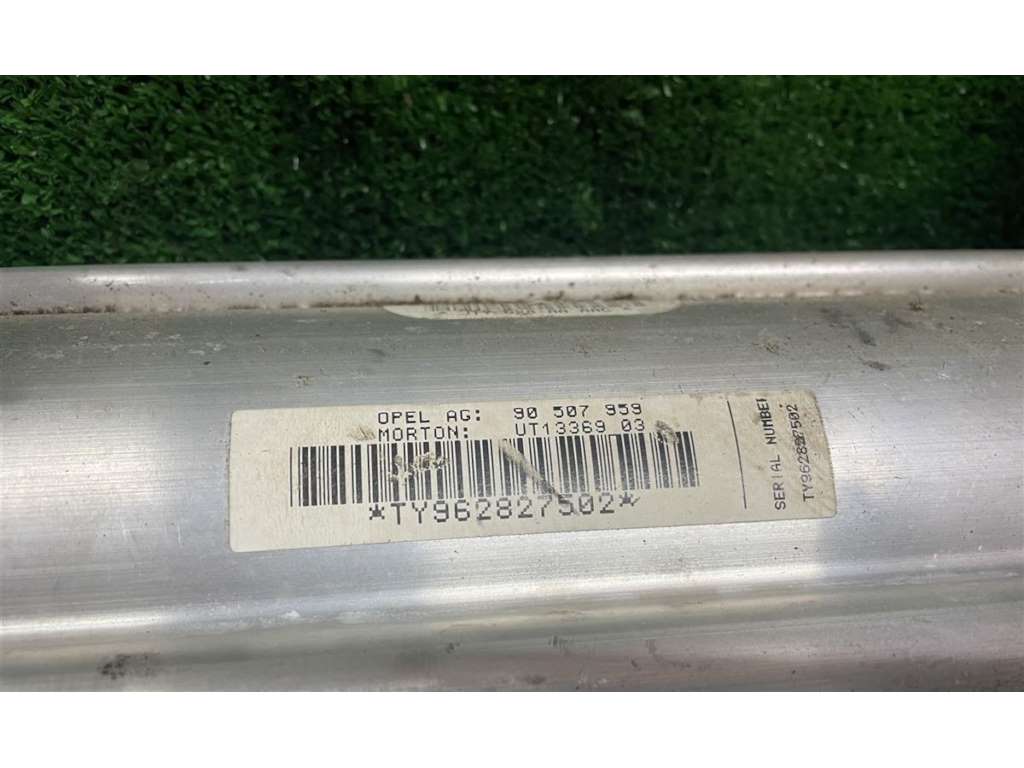 OPEL AG: 90 507 959
MORTON: UT13369 03
*TY962827502*
SERIAL NUMBER
TY962827502